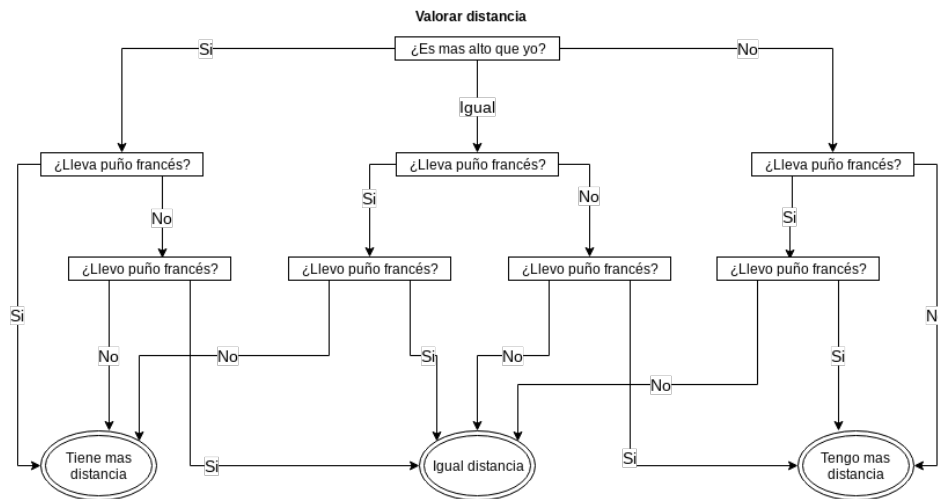 Valorar distancia
¿Es mas alto que yo?
Si
No
Igual
¿Lleva puño francés?
¿Lleva puño francés?
¿Lleva puño francés?
Si
No
Si
No
¿Llevo puño francés?
¿Llevo puño francés?
¿Llevo puño francés?
¿Llevo puño francés?
Si
N
No
No
Si
No
Si
No
Tiene mas
distancia
Si
Igual distancia
Si
Tengo mas
distancia